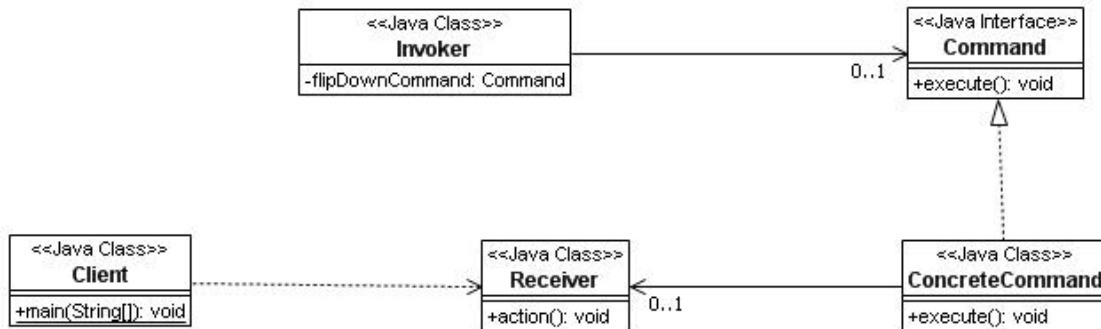 <<Java Class>>
Invoker
-flipDownCommand: Command
<<Java Interface>>
Command
+execute(): void
0..1
<<Java Class>>
Client
+main(String[]): void
<<Java Class>>
Receiver
+action(): void
0..1
<<Java Class>>
ConcreteCommand
+execute(): void